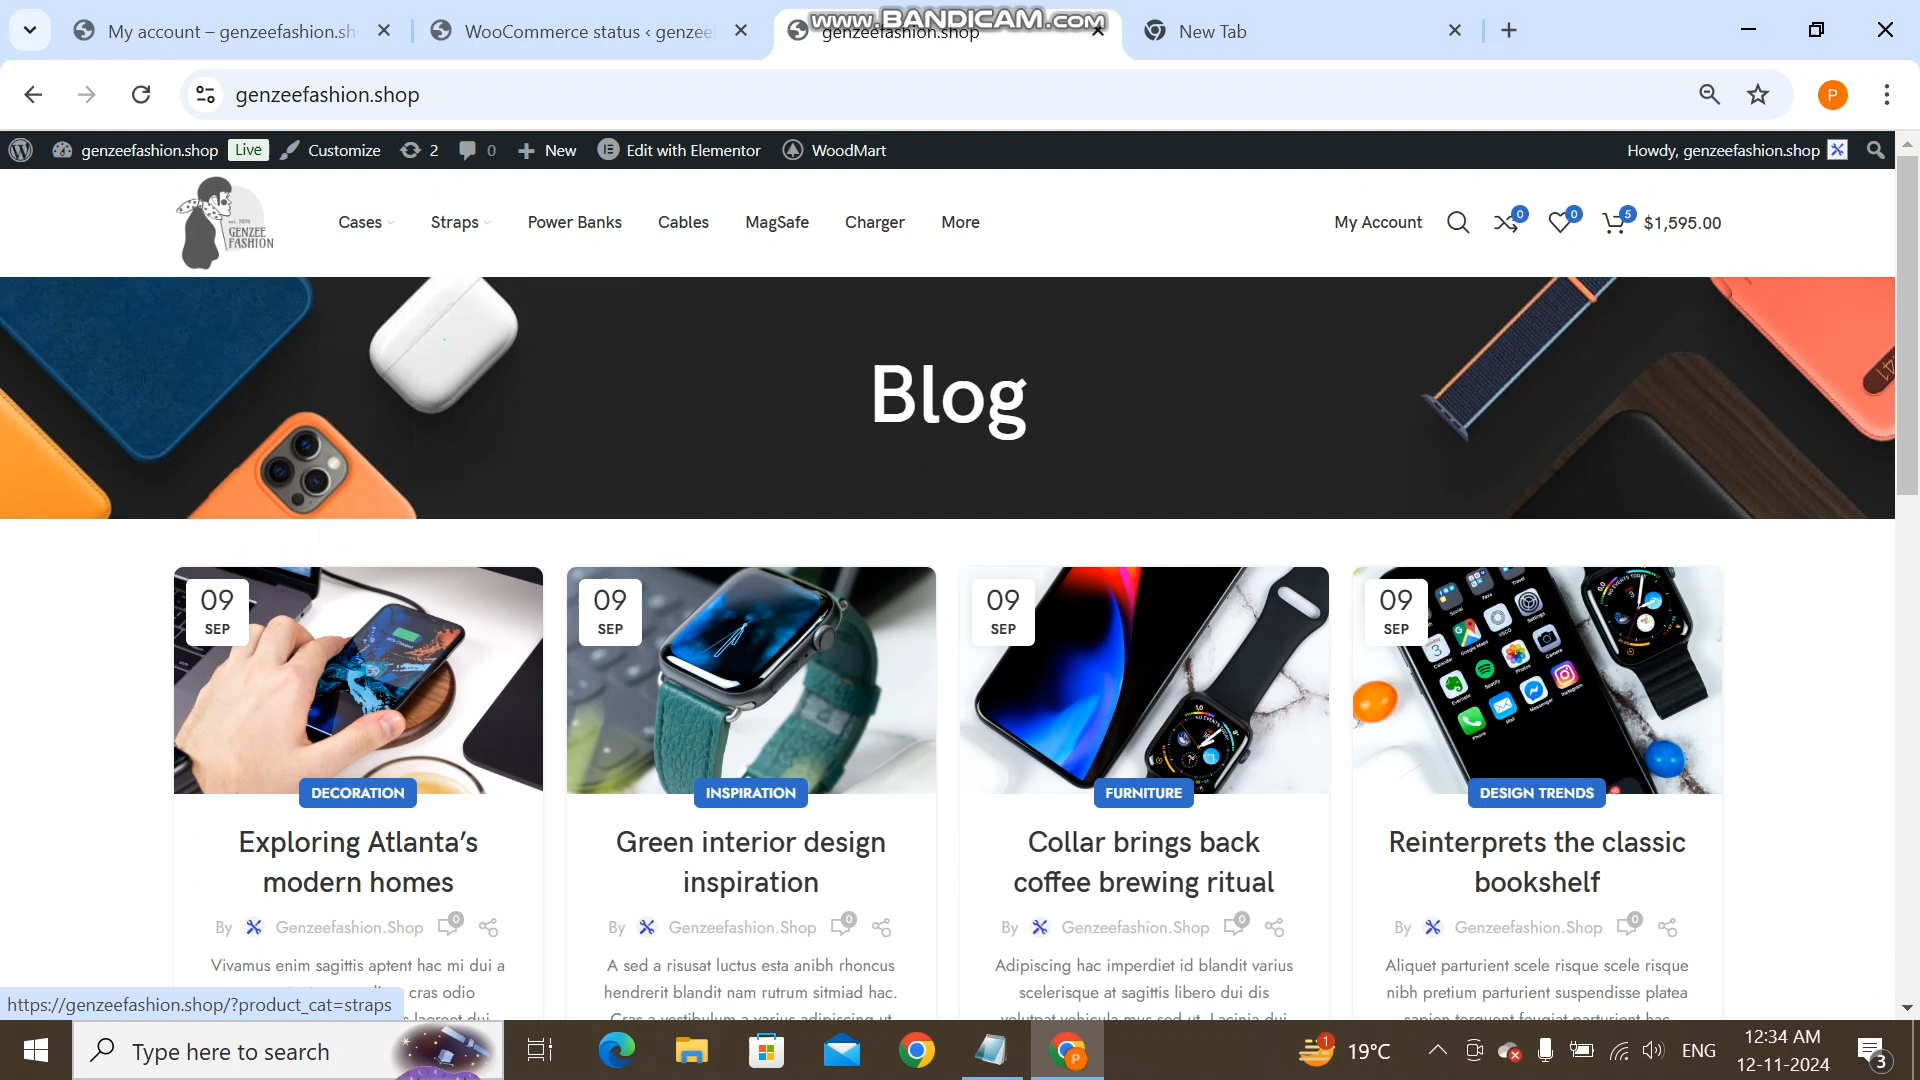 My account – genzeefashion.sh
WooCommerce status ‹ genzee
www.BANDICAM.com
genzeefashion.shop
New Tab
genzeefashion.shop
P
genzeefashion.shop Live Customize 2 0 New Edit with Elementor WoodMart Howdy, genzeefashion.shop
GENZEE
FASHION
Cases Straps Power Banks Cables MagSafe Charger More My Account 0 0 5 $1,595.00
Blog
09 09 09 09
SEP SEP SEP SEP
DECORATION INSPIRATION FURNITURE DESIGN TRENDS
Exploring Atlanta's Green interior design Collar brings back Reinterprets the classic
modern homes inspiration coffee brewing ritual bookshelf
By Genzeefashion.Shop 0 By Genzeefashion.Shop 0 By Genzeefashion.Shop 0 By Genzeefashion.Shop 0
Vivamus enim sagittis aptent hac mi dui a A sed a risusat luctus esta anibh rhoncus Adipiscing hac imperdiet id blandit varius Aliquet parturient scele risque scele risque
cras odio hendrerit blandit nam rutrum sitmiad hac. scelerisque at sagittis libero dui dis nibh pretium parturient suspendisse platea
https://genzeefashion.shop/?product_cat=straps
Type here to search 1 19°C ENG 12:34 AM
12-11-2024 3